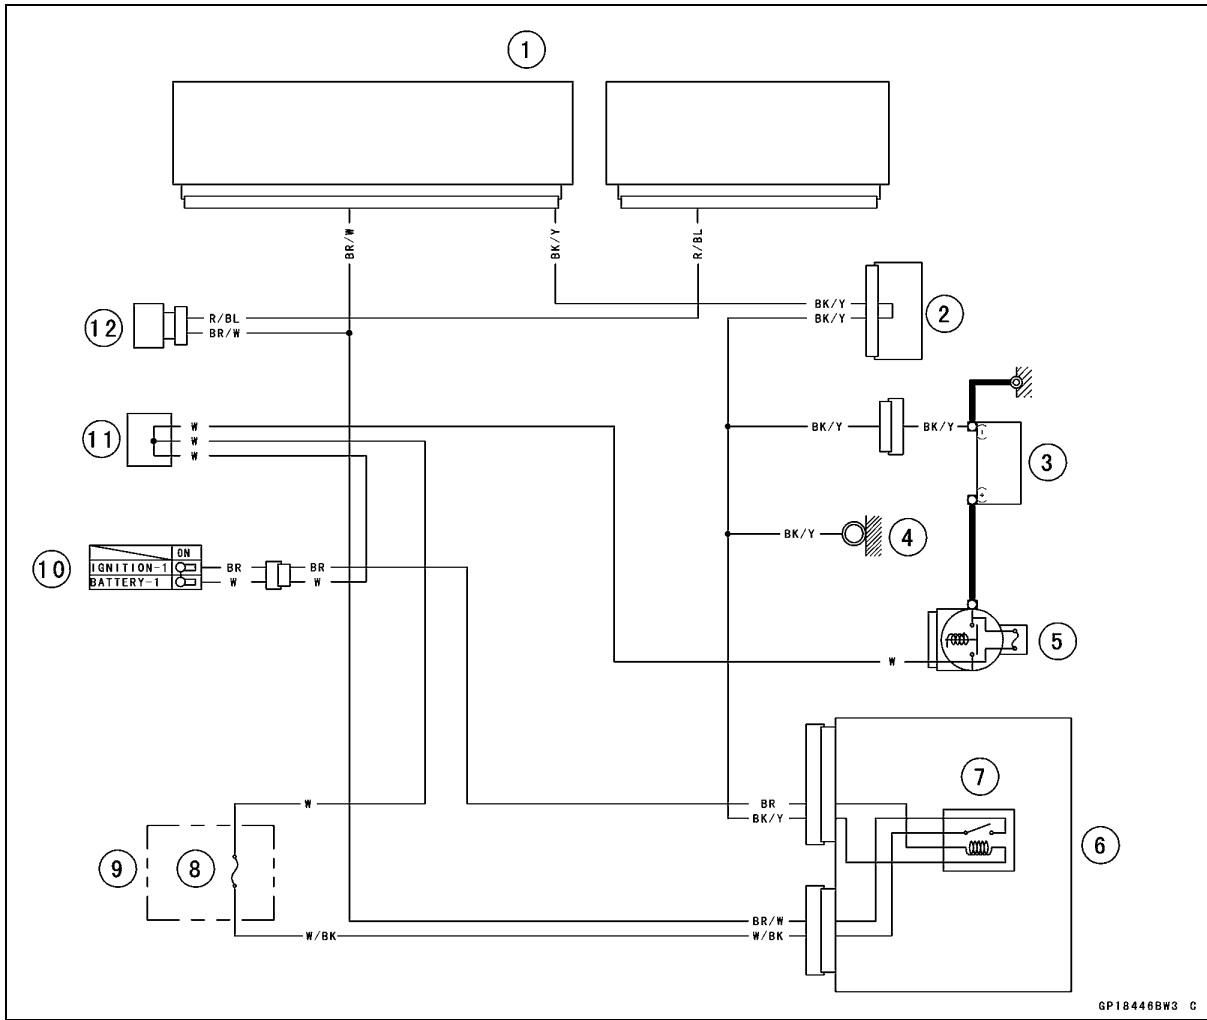 1
BR/W
BK/Y
R/BL
12
R/BL
BR/W
BK/Y
BK/Y
2
11
W
W
W
BK/Y
BK/Y
(-)
3
(+)
BK/Y
4
10
ON
IGNITION-1
BATTERY-1
BR
W
BR
W
5
W
7
W
BR
BK/Y
6
9
8
BR/W
W/BK
W/BK
GP18446BW3 C